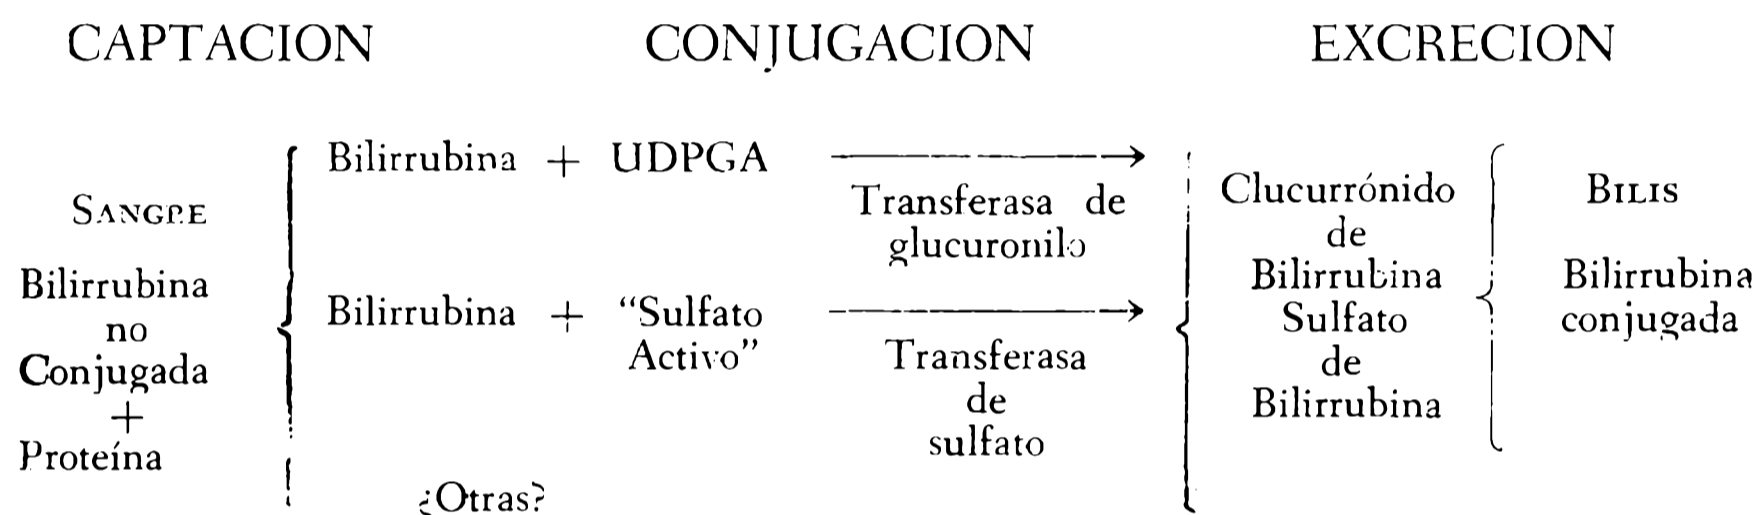 CAPTACION
CONJUGACION
EXCRECION
SANGRE
Bilirrubina
no
Conjugada
+
Proteína
Bilirrubina + UDPGA
Transferasa de
glucuronilo
Bilirrubina + “Sulfato
Activo”
Transferasa
de
sulfato
¿Otras?
Clucurrónido
de
Bilirrubina
Sulfato
de
Bilirrubina
BILIS
Bilirrubina
conjugada